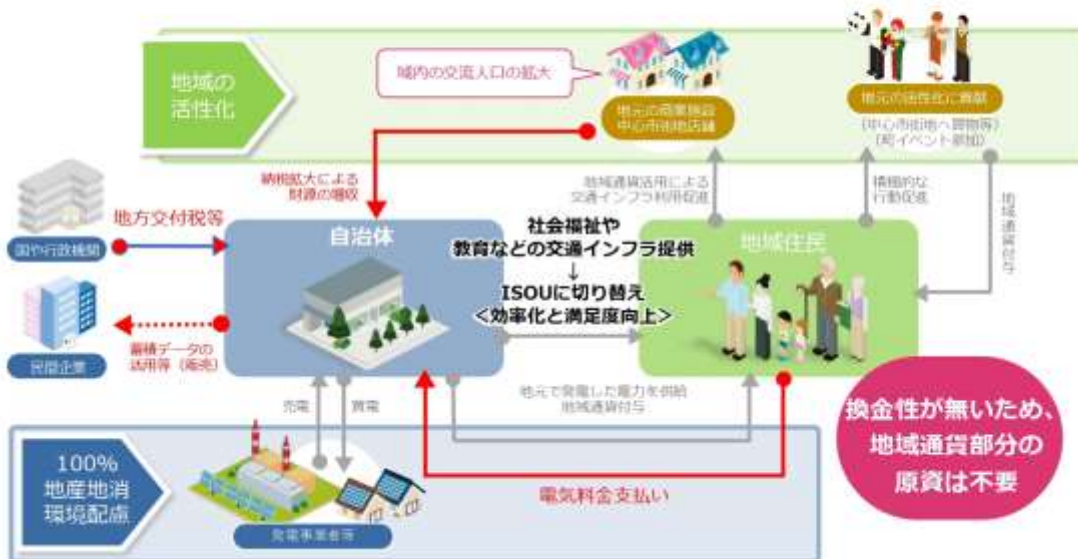 地域の
活性化
域内の交流人口の拡大
地元の商業施設
中心市街地店舗
地元の活性化に貢献
(中心市街地へ買物等)
(町イベント参加)
納税拡大による
財源の増収
地域通貨活用による
交通インフラ利用促進
積極的な
行動促進
地域通貨付与
国や行政機関
地方交付税等
自治体
社会福祉や
教育などの交通インフラ提供
↓
ISOUに切り替え
<効率化と満足度向上>
地域住民
民間企業
蓄積データの
活用等(販売)
売電
買電
地元で発電した電力を供給
地域通貨付与
換金性が無いため、
地域通貨部分の
原資は不要
100%
地産地消
環境配慮
発電事業者等
電気料金支払い